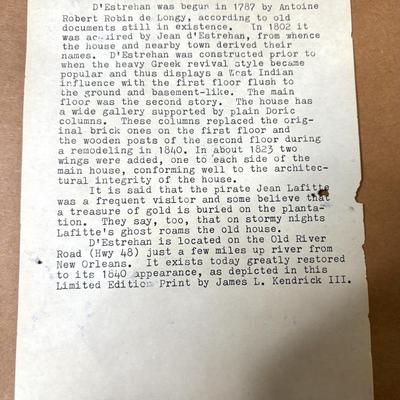 D'Estrehan was begun in 1787 by Antoine
Robert Robin de Longy, according to old
documents still in existence. In 1802 it
was acquired by Jean d'Estrehan, from whence
the house and nearby town derived their
names. D'Estrehan was constructed prior to
when the heavy Greek revival style became
popular and thus displays a West Indian
influence with the first floor flush to
the ground and basement-like. The main
floor was the second story. The house has
a wide gallery supported by plain Doric
columns. These columns replaced the orig-
inal brick ones on the first floor and
the wooden posts of the second floor during
a remodeling in 1840. In about 1823 two
wings were added, one to each side of the
main house, conforming well to the architec-
tural integrity of the house.
It is said that the pirate Jean Lafitte
was a frequent visitor and some believe that
a treasure of gold is buried on the planta-
tion. They say, too, that on stormy nights
Lafitte's ghost roams the old house.
D'Estrehan is located on the Old River
Road (Hwy 48) just a few miles up river from
New Orleans. It exists today greatly restored
to its 1840 appearance, as depicted in this
Limited Edition Print by James L. Kendrick III.